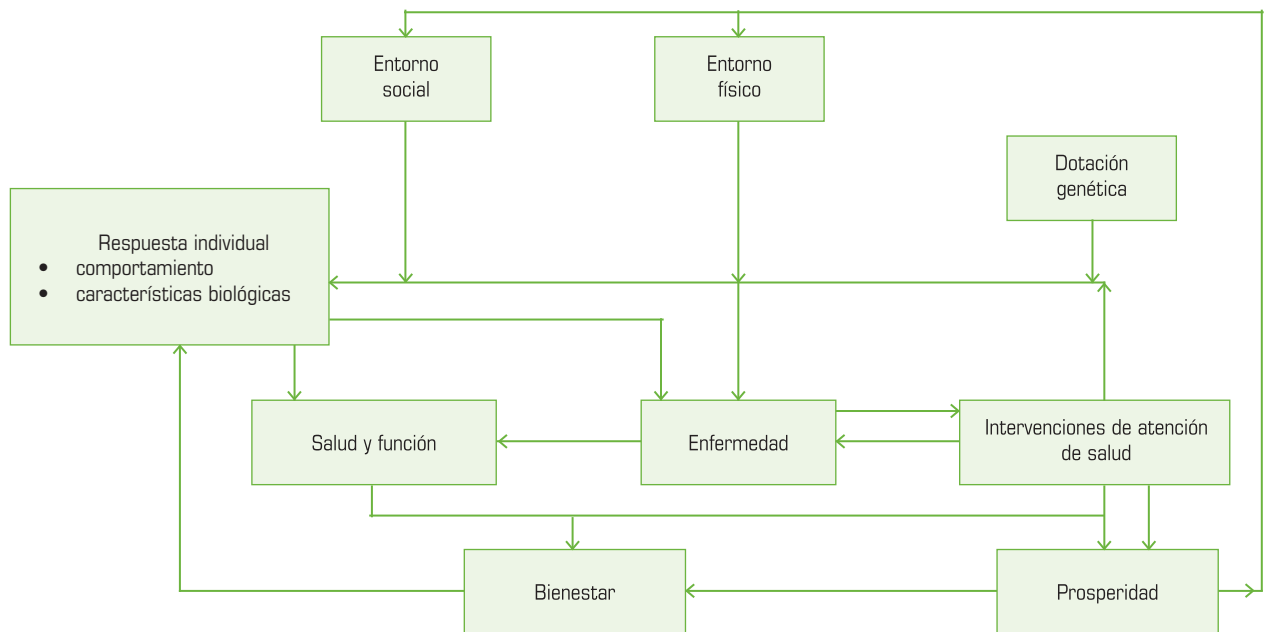 Entorno
social
Entorno
físico
Dotación
genética
Respuesta individual
• comportamiento
• característicras biológicas
Salud y función
Enfermedad
Intervenciones de atención
de salud
Bienestar
Prosperidad